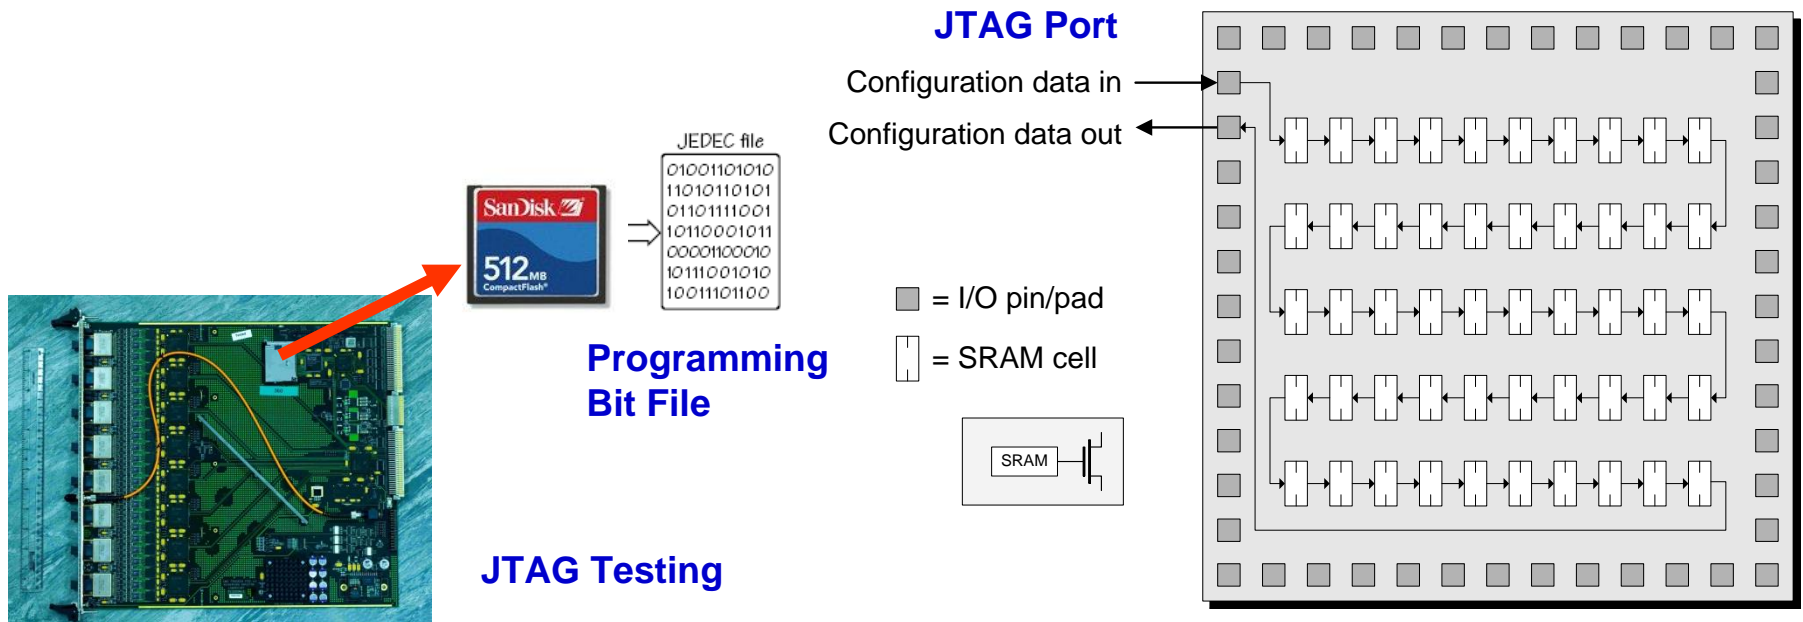 JTAG Port
Configuration data in
Configuration data out
JEDEC file
01001101010
11010110101
01101111001
10110001011
00001100010
10111001010
10011101100
SanDisk
512MB
CompactFlash®
Programming
Bit File
= I/O pin/pad
= SRAM cell
SRAM
JTAG Testing